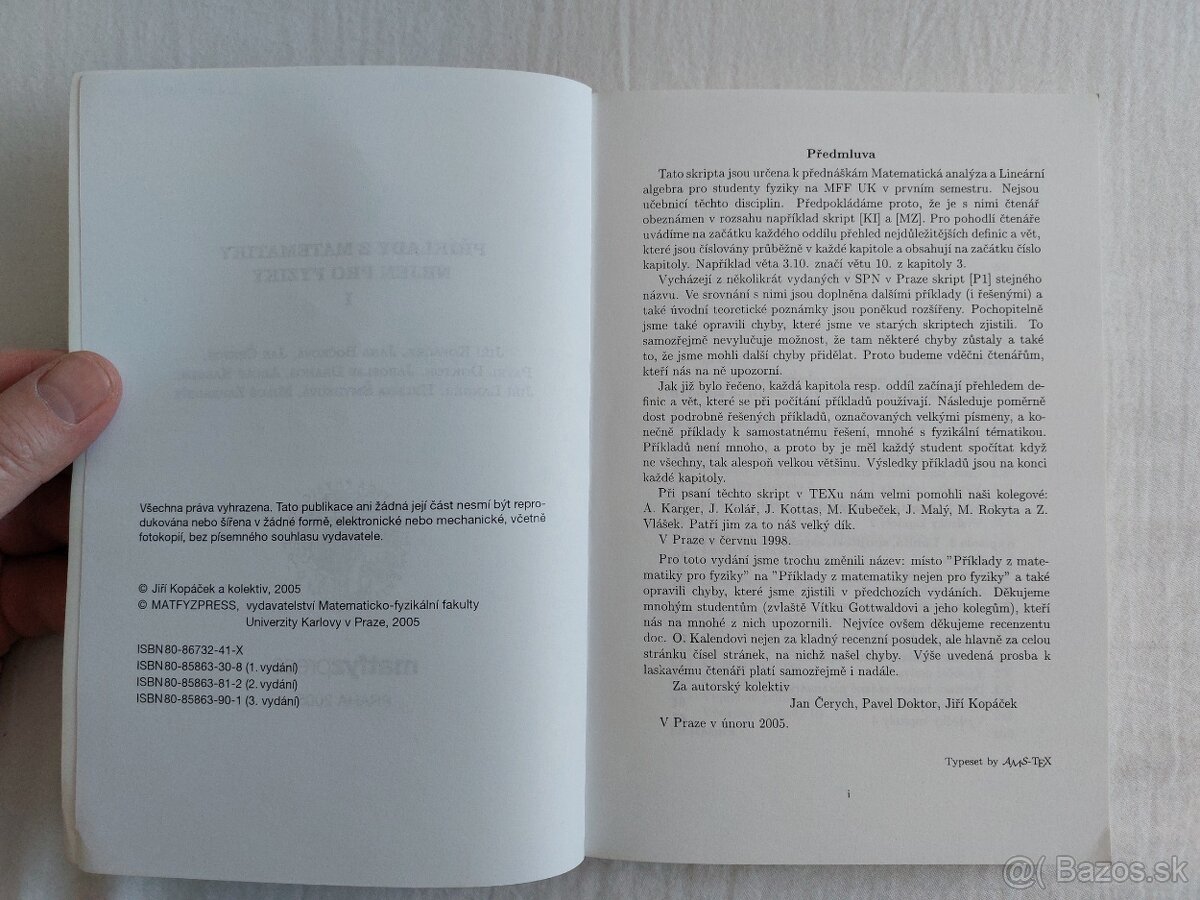 Všechna práva vyhrazena. Tato publikace ani žádná její část nesmí být repro-
dukována nebo šířena v žádné formě, elektronické nebo mechanické, včetně
fotokopií, bez písemného souhlasu vydavatele.
© Jiří Kopáček a kolektiv, 2005
© MATFYZPRESS, vydavatelství Matematicko-fyzikální fakulty
Univerzity Karlovy v Praze, 2005
ISBN 80-86732-41-X
ISBN 80-85863-30-8 (1. vydání)
ISBN 80-85863-81-2 (2. vydání)
ISBN 80-85863-90-1 (3. vydání)
Předmluva
Tato skripta jsou určena k přednáškám Matematická analýza a Lineární
algebra pro studenty fyziky na MFF UK v prvním semestru. Nejsou
učebnicí těchto disciplin. Předpokládáme proto, že je s nimi čtenář
obeznámen v rozsahu například skript [KI] a [MZ]. Pro pohodlí čtenáře
uvádíme na začátku každého oddílu přehled nejdůležitějších definic a vět,
které jsou číslovány průběžně v každé kapitole a obsahují na začátku číslo
kapitoly. Například věta 3.10. značí větu 10. z kapitoly 3.
Vycházejí z několikrát vydaných v SPN v Praze skript [P1] stejného
názvu. Ve srovnání s nimi jsou doplněna dalšími příklady (i řešenými) a
také úvodní teoretické poznámky jsou poněkud rozšířeny. Pochopitelně
jsme také opravili chyby, které jsme ve starých skriptech zjistili. To
samozřejmě nevylučuje možnost, že tam některé chyby zůstaly a také
to, že jsme mohli další chyby přidělat. Proto budeme vděčni čtenářům,
kteří nás na ně upozorní.
Jak již bylo řečeno, každá kapitola resp. oddíl začínají přehledem de-
finic a vět, které se při počítání příkladů používají. Následuje poměrně
dost podrobně řešených příkladů, označovaných velkými písmeny, a ko-
nečně příklady k samostatnému řešení, mnohé s fyzikální tématikou.
Příkladů není mnoho, a proto by je měl každý student spočítat když
ne všechny, tak alespoň velkou většinu. Výsledky příkladů jsou na konci
každé kapitoly.
Při psaní těchto skript v TEXu nám velmi pomohli naši kolegové:
A. Karger, J. Kolář, J. Kottas, M. Kubeček, J. Malý, M. Rokyta a Z.
Vlášek. Patří jim za to náš velký dík.
V Praze v červnu 1998.
Pro toto vydání jsme trochu změnili název: místo "Příklady z mate-
matiky pro fyziky" na "Příklady z matematiky nejen pro fyziky" a také
opravili chyby, které jsme zjistili v předchozích vydáních. Děkujeme
mnohým studentům (zvláště Vítku Gottwaldovi a jeho kolegům), kteří
nás na mnohé z nich upozornili. Nejvíce ovšem děkujeme recenzentu
doc. O. Kalendovi nejen za kladný recenzní posudek, ale hlavně za celou
stránku čísel stránek, na nichž našel chyby. Výše uvedená prosba k
laskavému čtenáři platí samozřejmě i nadále.
Za autorský kolektiv
Jan Čerych, Pavel Doktor, Jiří Kopáček
V Praze v únoru 2005.
Typeset by AMS-TEX
i
@( Bazos.sk